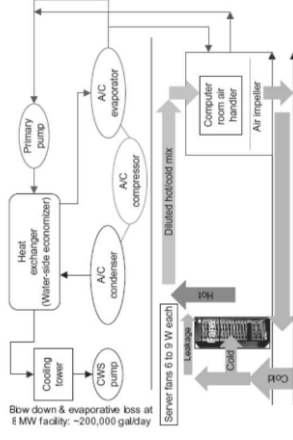 Primary
pump
A/C
evaporator
A/C
compressor
Heat
exchanger
(Water-side economizer)
A/C
condenser
Cooling
tower
CWS
pump
Blow down & evaporative loss at
8 MW facility: ~200,000 gal/day
Computer
room air
handler
Air impeller
Diluted hot/cold mix
Hot
Server fans 6 to 9 W each
Leakage
Cold
Cold